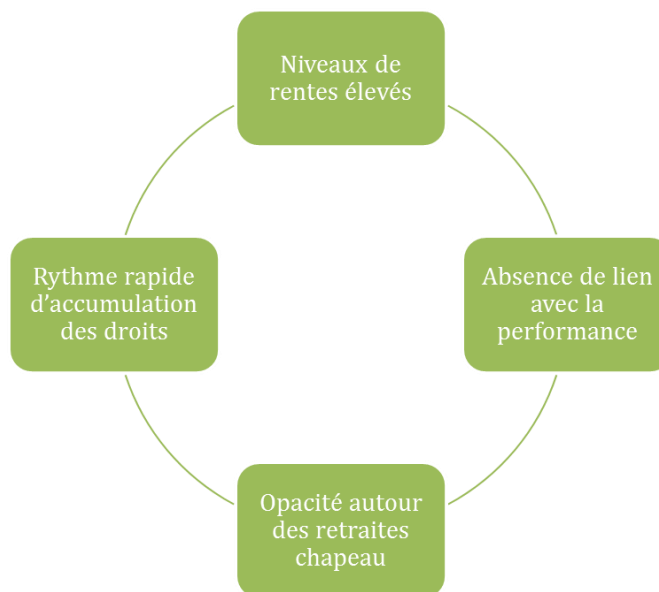 Niveaux de
rentes élevés
Absence de lien
avec la
performance
Opacité autour
des retraites
chapeau
Rythme rapide
d’accumulation
des droits